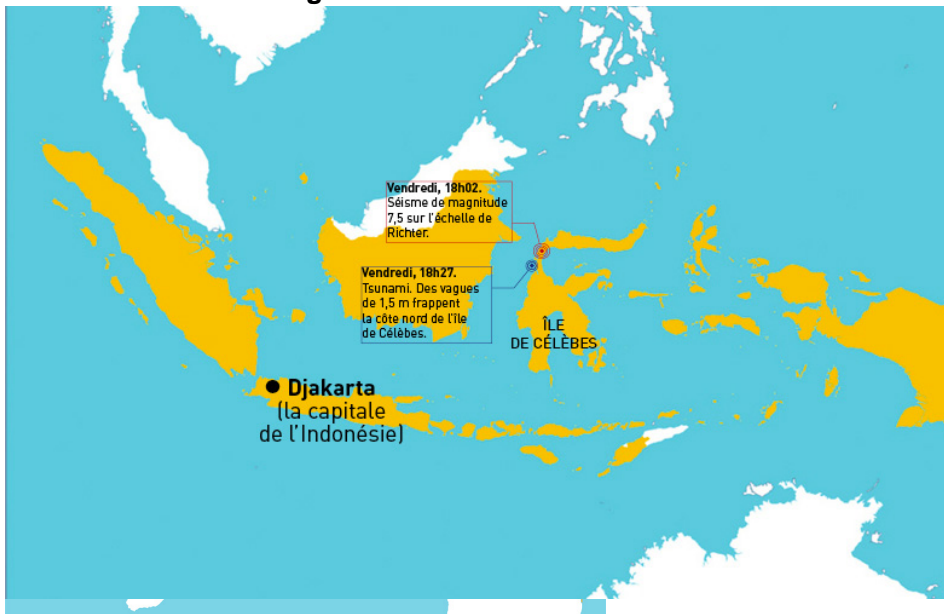 Vendredi, 18h02.
Séisme de magnitude
7,5 sur l'échelle de
Richter.
Vendredi, 18h27.
Tsunami. Des vagues
de 1,5 m frappent
la côte nord de l'île
de Célèbes.
ÎLE
DE CÉLÈBES
Djakarta
(la capitale
de l'Indonésie)